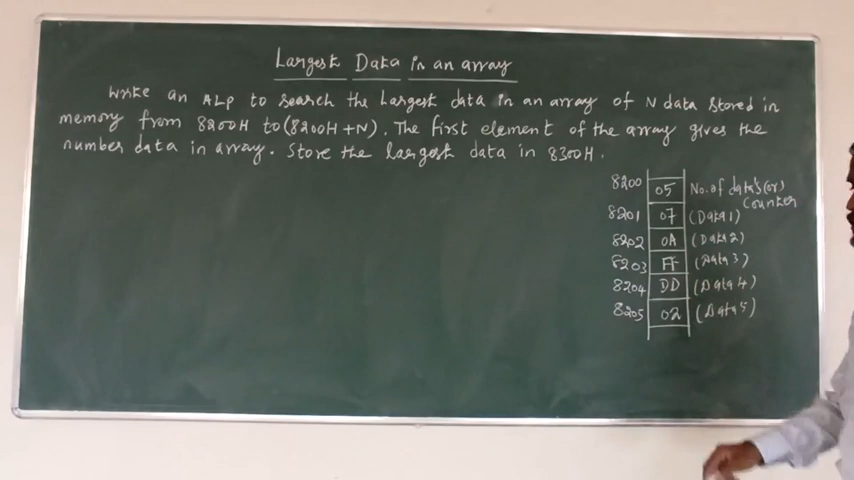 Largest Data in an array
Write an ALP to search the largest data in an array of N data stored in
memory from 8200H to (8200H+N). The first element of the array gives the
number data in array. Store the largest data in 8300H.
8200 05 No. of data's (or)
Counter
8201 07 (Data 1)
8202 0A (Data 2)
8203 FF (Data 3)
8204 DD (Data 4)
8205 02 (Data 5)